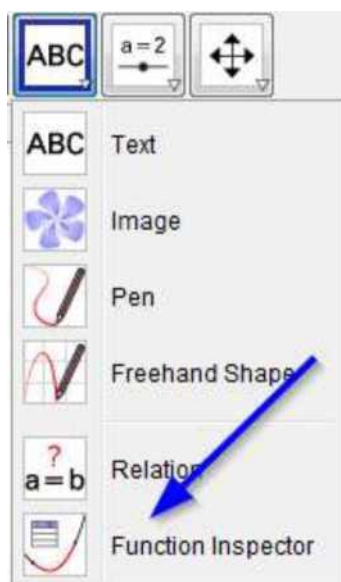 ABC
a = 2
ABC Text
Image
Pen
Freehand Shape
?
a = b Relation
Function Inspector